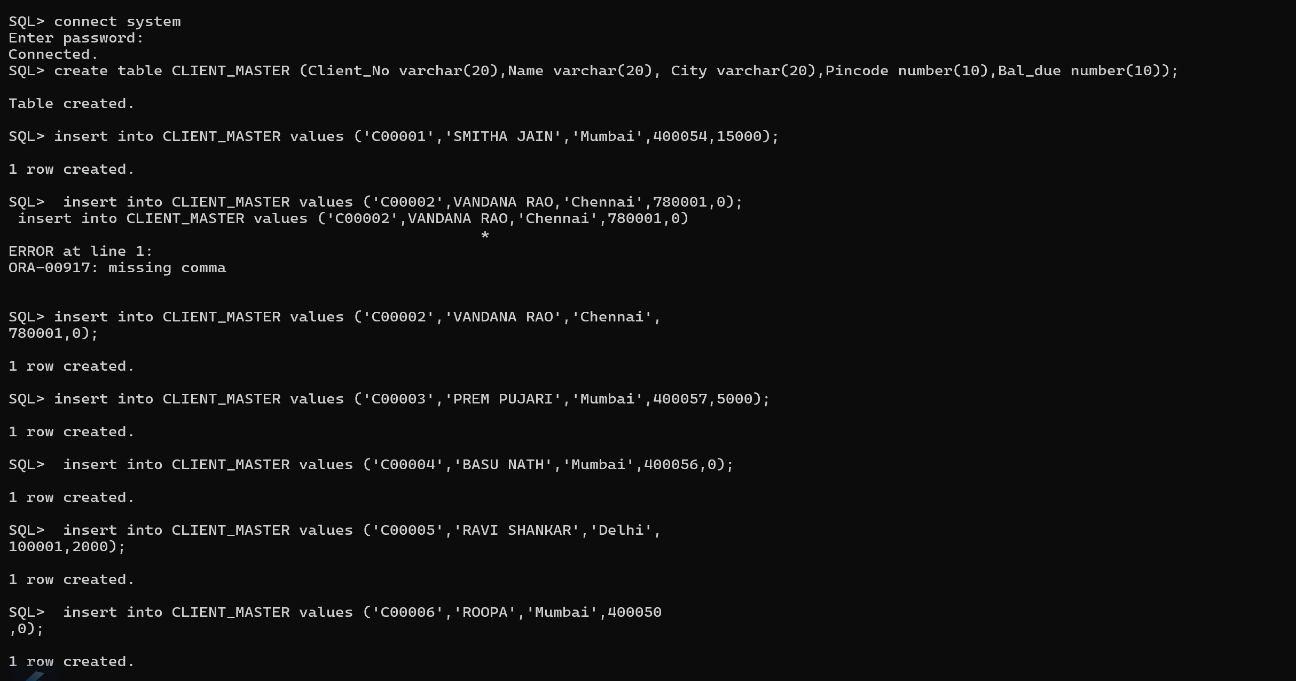 SQL> connect system
Enter password:
Connected.
SQL> create table CLIENT_MASTER (Client_No varchar(20),Name varchar(20), City varchar(20),Pincode number(10),Bal_due number(10));
Table created.
SQL> insert into CLIENT_MASTER values ('C00001','SMITHA JAIN','Mumbai',400054,15000);
1 row created.
SQL>  insert into CLIENT_MASTER values ('C00002',VANDANA RAO,'Chennai',780001,0);
 insert into CLIENT_MASTER values ('C00002',VANDANA RAO,'Chennai',780001,0)
                                                    *
ERROR at line 1:
ORA-00917: missing comma
SQL> insert into CLIENT_MASTER values ('C00002','VANDANA RAO','Chennai',
780001,0);
1 row created.
SQL> insert into CLIENT_MASTER values ('C00003','PREM PUJARI','Mumbai',400057,5000);
1 row created.
SQL>  insert into CLIENT_MASTER values ('C00004','BASU NATH','Mumbai',400056,0);
1 row created.
SQL>  insert into CLIENT_MASTER values ('C00005','RAVI SHANKAR','Delhi',
100001,2000);
1 row created.
SQL>  insert into CLIENT_MASTER values ('C00006','ROOPA','Mumbai',400050
,0);
1 row created.